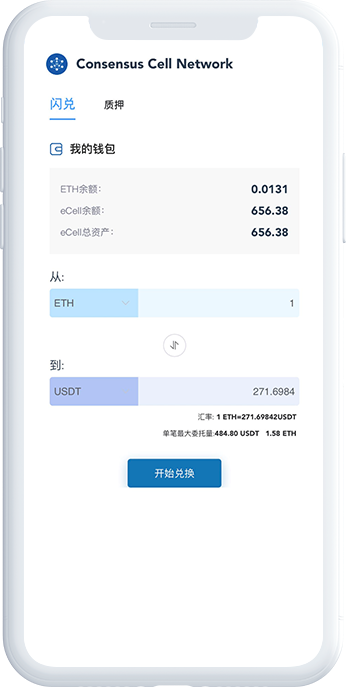 Consensus Cell Network
闪兑 质押
我的钱包
ETH余额： 0.0131
eCell余额： 656.38
eCell总资产： 656.38
从:
ETH 1
到:
USDT 271.6984
汇率: 1 ETH=271.69842USDT
单笔最大委托量:484.80 USDT 1.58 ETH
开始兑换